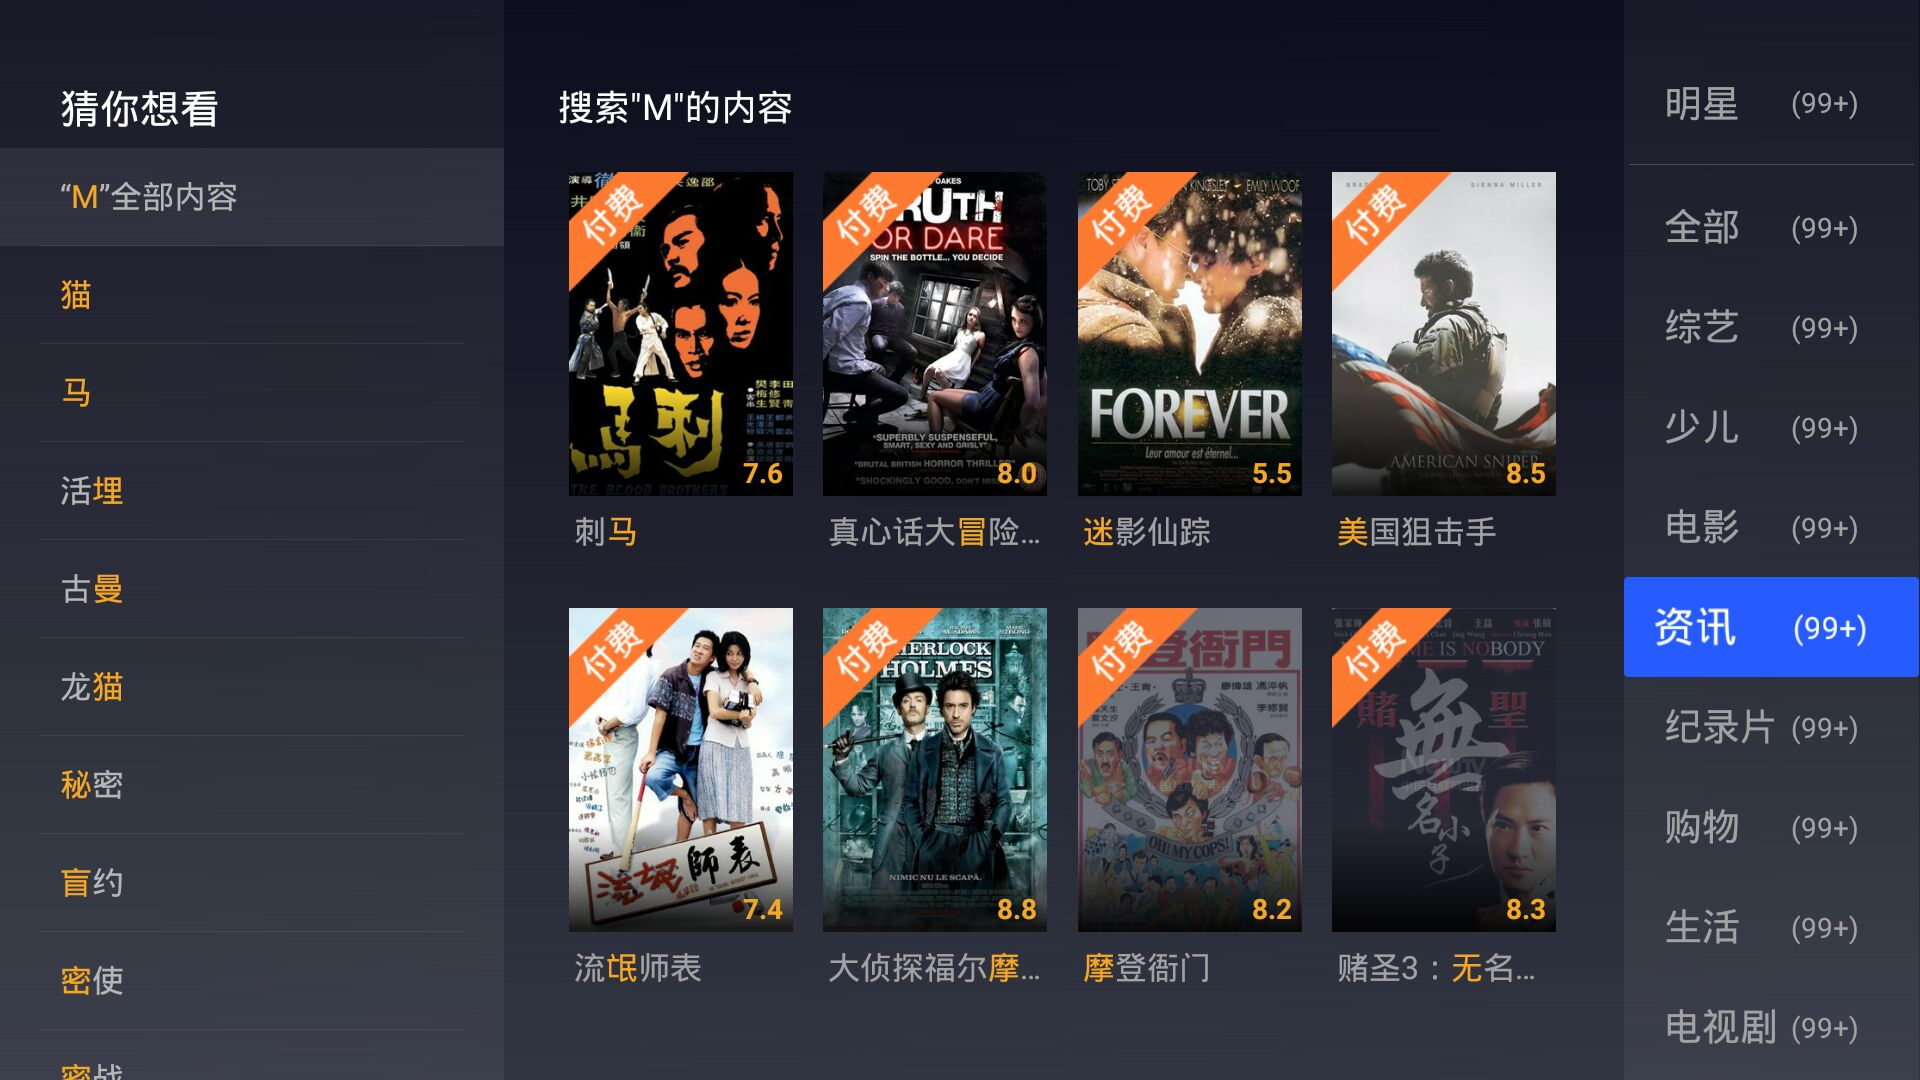 猜你想看
“M”全部内容
猫
马
活埋
古曼
龙猫
秘密
盲约
密使
密战
搜索"M"的内容
付费
馬刺
THE BLOOD BROTHERS
7.6
刺马
付费
OAKES
RUTH
OR DARE
SPIN THE BOTTLE... YOU DECIDE
"SUPERBLY SUSPENSEFUL,
SMART, SEXY AND GRISLY"
"BRUTAL BRITISH HORROR THRILLER"
8.0
真心话大冒险...
付费
EMILY WOOF
FOREVER
Leur amour est éternel...
5.5
迷影仙踪
付费
SIENNA MILLER
AMERICAN SNIPER
8.5
美国狙击手
付费
流氓師表
7.4
流氓师表
付费
HERLOCK
HOLMES
NIMIC NU LE SCAPĂ.
8.8
大侦探福尔摩...
付费
登衙門
OH! MY COPS!
8.2
摩登衙门
付费
ME IS NOBODY
賭聖
無名小子
8.3
赌圣3：无名...
明星 (99+)
全部 (99+)
综艺 (99+)
少儿 (99+)
电影 (99+)
资讯 (99+)
纪录片 (99+)
购物 (99+)
生活 (99+)
电视剧 (99+)